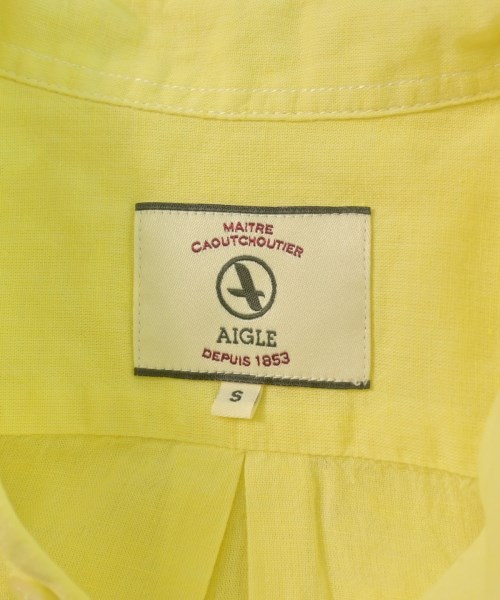 MAITRE
CAOUTCHOUTIER
AIGLE
DEPUIS 1853
S